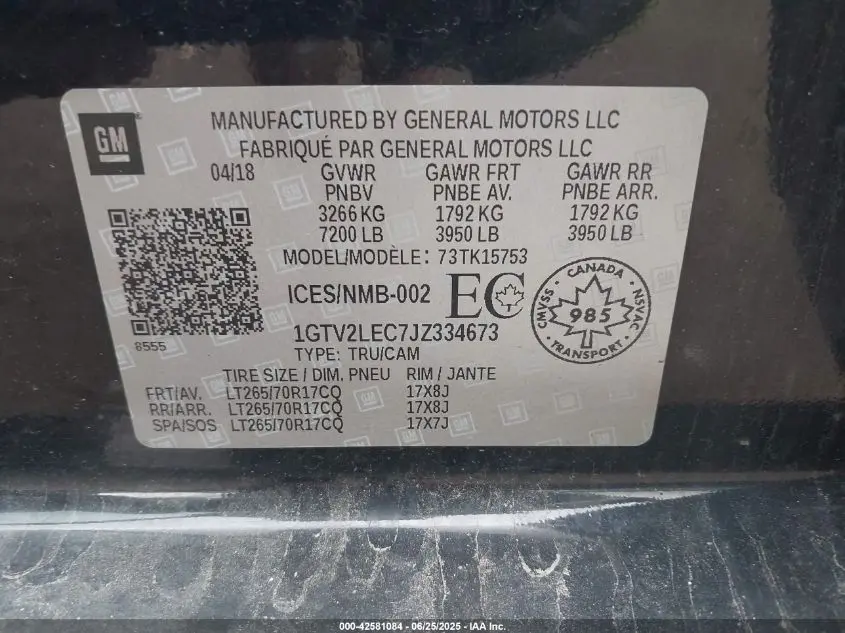 GM
MANUFACTURED BY GENERAL MOTORS LLC
FABRIQUÉ PAR GENERAL MOTORS LLC
04/18 GVWR GAWR FRT GAWR RR
PNBV PNBE AV. PNBE ARR.
3266 KG 1792 KG 1792 KG
7200 LB 3950 LB 3950 LB
MODEL/MODÈLE: 73TK15753
ICES/NMB-002 EC
CANADA
CMVSS 985 NSVAC
TRANSPORT
8555
1GTV2LEC7JZ334673
TYPE: TRU/CAM
TIRE SIZE / DIM. PNEU RIM / JANTE
FRT/AV. LT265/70R17CQ 17X8J
RR/ARR. LT265/70R17CQ 17X8J
SPA/SOS LT265/70R17CQ 17X7J
000-42581084 - 06/25/2025 - IAA Inc.